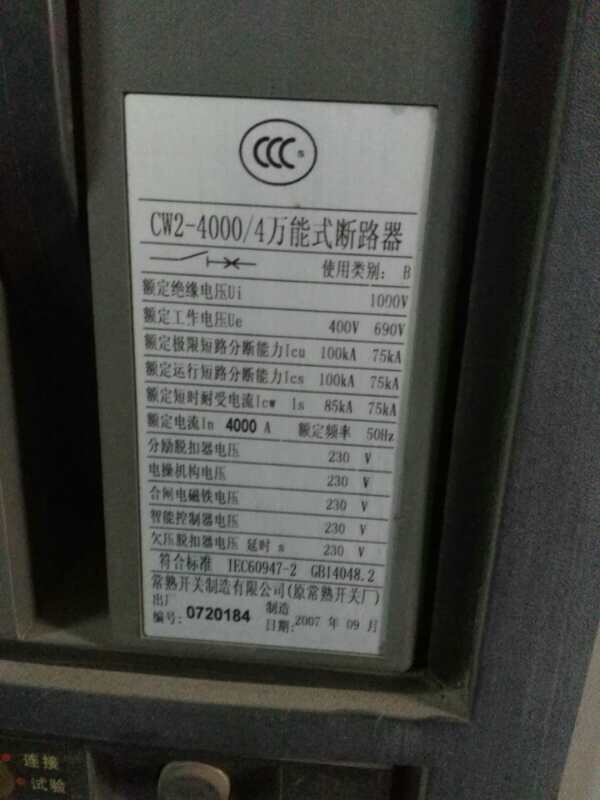 CCC S
CW2-4000/4万能式断路器
使用类别: B
额定绝缘电压Ui 1000V
额定工作电压Ue 400V 690V
额定极限短路分断能力Icu 100kA 75kA
额定运行短路分断能力Ics 100kA 75kA
额定短时耐受电流Icw 1s 85kA 75kA
额定电流In 4000 A 额定频率 50Hz
分励脱扣器电压 230 V
电操机构电压 230 V
合闸电磁铁电压 230 V
智能控制器电压 230 V
欠压脱扣器电压 延时 s 230 V
符合标准 IEC60947-2 GB14048.2
常熟开关制造有限公司(原常熟开关厂)
出厂编号: 0720184 制造日期: 2007 年 09 月
连接
试验